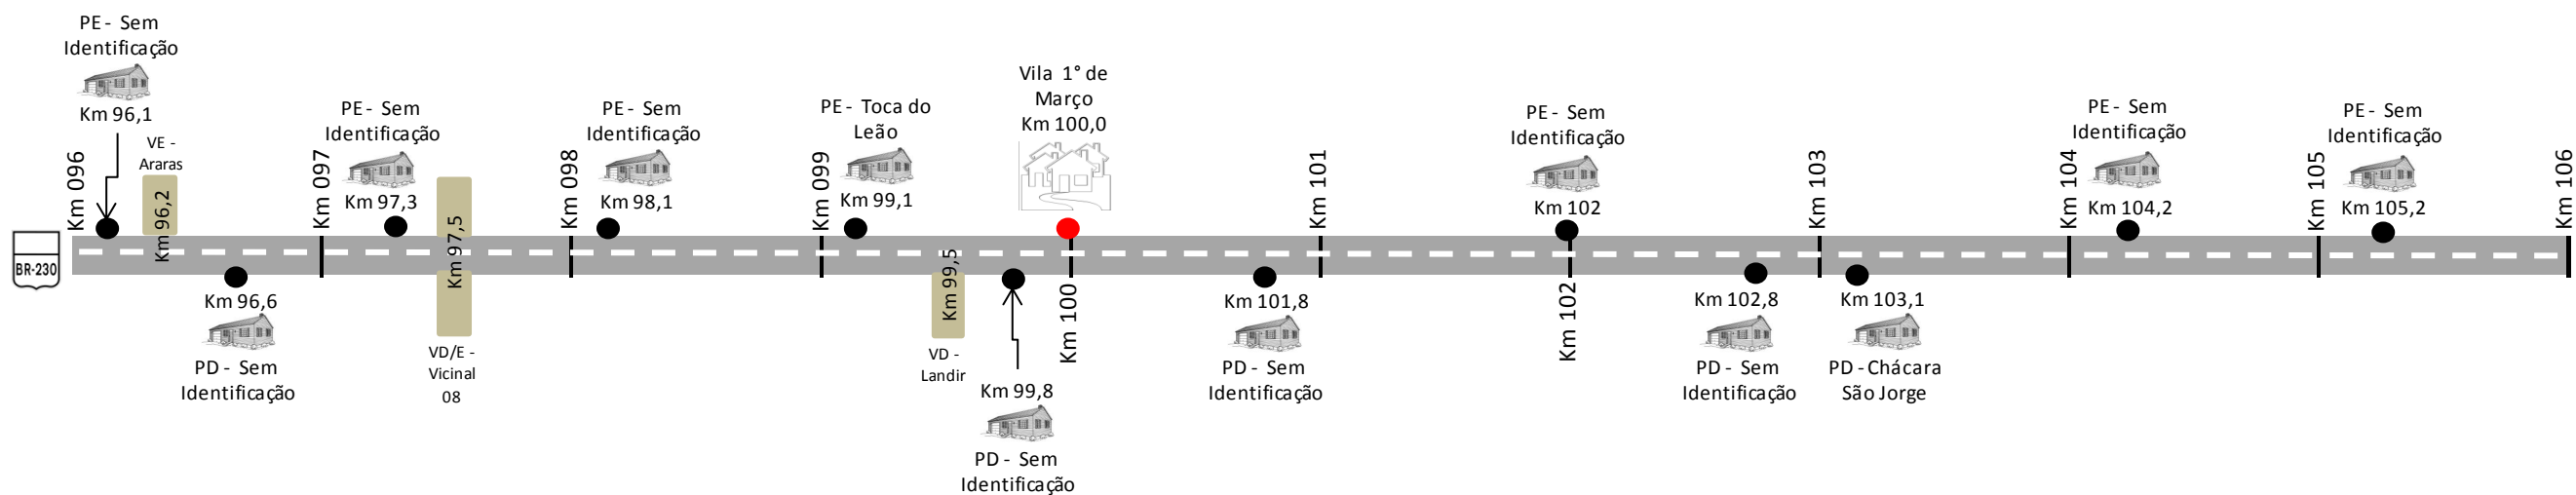 PE - Sem
Identificação
Km 96,1
VE -
Araras
Km 96,2
Km 096
PE - Sem
Identificação
Km 97,3
Km 097
Km 97,5
PE - Sem
Identificação
Km 98,1
Km 098
PE - Toca do
Leão
Km 99,1
Km 099
Vila 1° de
Março
Km 100,0
Km 101
PE - Sem
Identificação
Km 102
Km 103
PE - Sem
Identificação
Km 104,2
Km 104
PE - Sem
Identificação
Km 105,2
Km 105
Km 106
BR-230
Km 96,6
PD - Sem
Identificação
VD/E -
Vicinal
08
Km 99,5
VD -
Landir
Km 99,8
PD - Sem
Identificação
Km 100
Km 101,8
PD - Sem
Identificação
Km 102
Km 102,8
PD - Sem
Identificação
Km 103,1
PD - Chácara
São Jorge